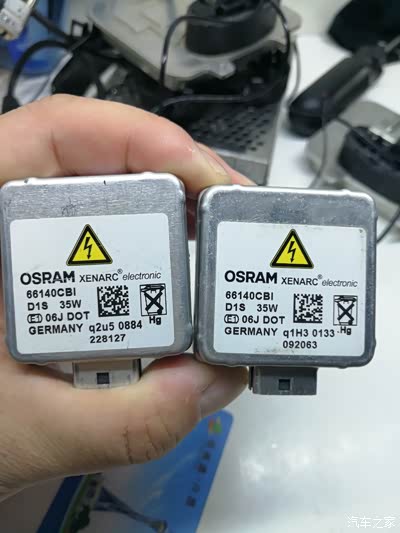 OSRAM XENARC® electronic
66140CBI
D1S 35W
E1 06J DOT
GERMANY q2u5 0884
228127
Hg
OSRAM XENARC® electronic
66140CBI
D1S 35W
E1 06J DOT
GERMANY q1H3 0133
092063
Hg
汽车之家